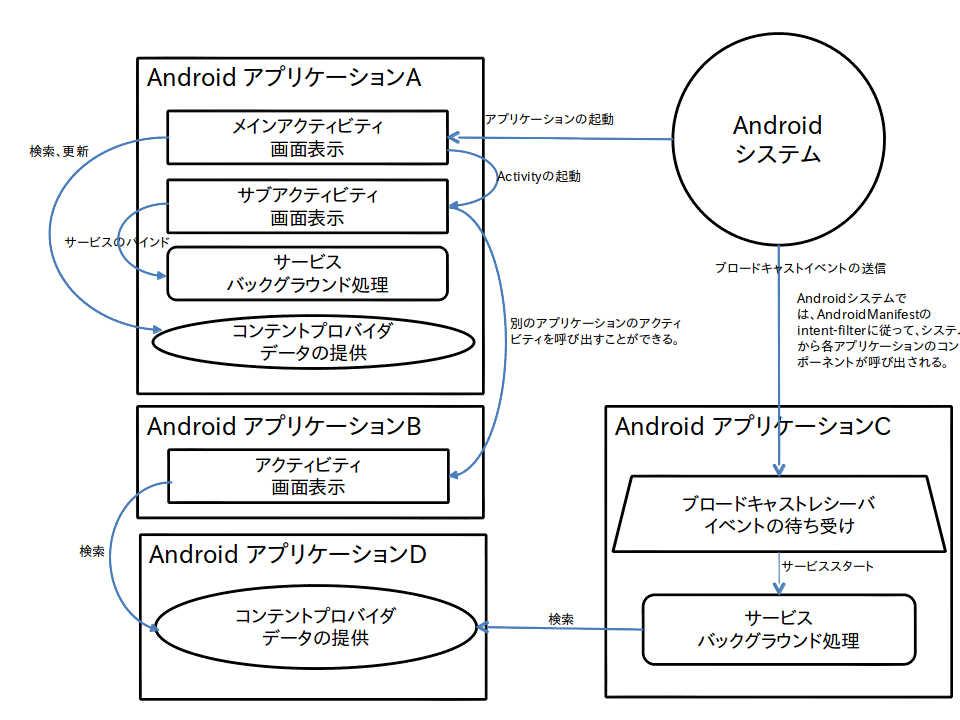 Android アプリケーションA
メインアクティビティ
画面表示
サブアクティビティ
画面表示
サービス
バックグラウンド処理
コンテントプロバイダ
データの提供
検索、更新
サービスのバインド
アプリケーションの起動
Activityの起動
Android
システム
ブロードキャストイベントの送信
Androidシステムで
は、AndroidManifestの
intent-filterに従って、システム
から各アプリケーションのコン
ポーネントが呼び出される。
別のアプリケーションのアクティ
ビティを呼び出すことができる。
Android アプリケーションB
アクティビティ
画面表示
検索
Android アプリケーションC
ブロードキャストレシーバ
イベントの待ち受け
サービススタート
サービス
バックグラウンド処理
検索
Android アプリケーションD
コンテントプロバイダ
データの提供